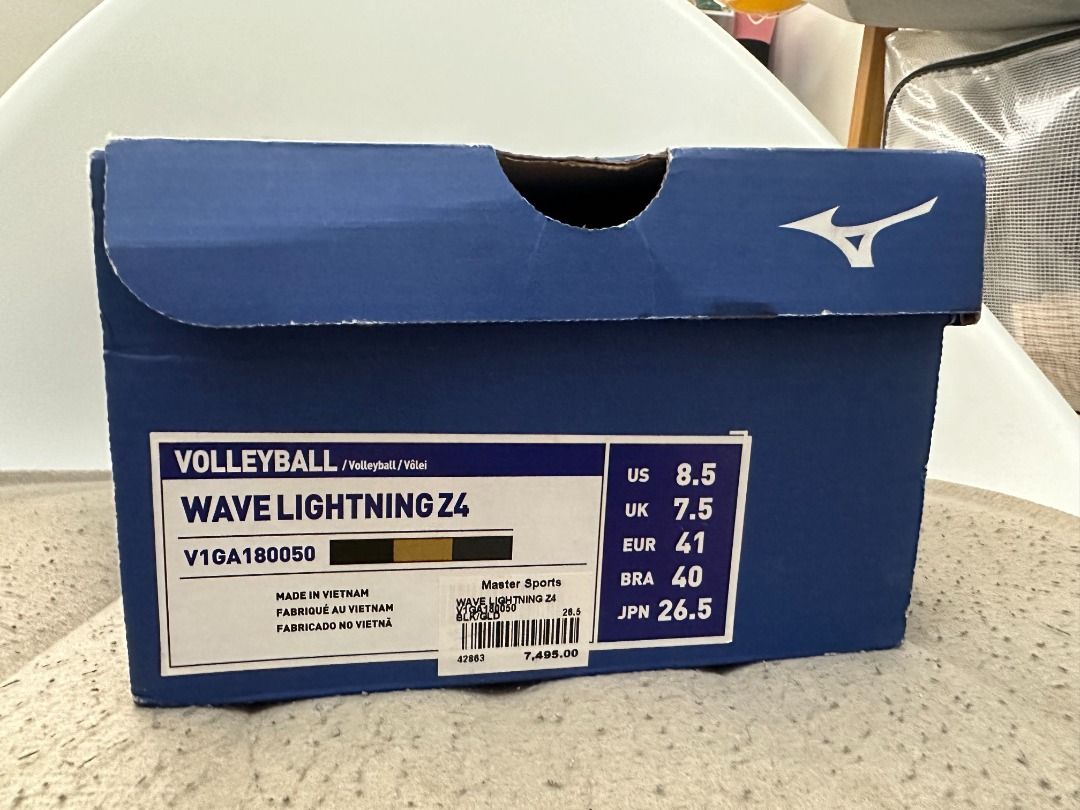 VOLLEYBALL / Volleyball / Vôlei
WAVE LIGHTNING Z4
V1GA180050
MADE IN VIETNAM
FABRIQUÉ AU VIETNAM
FABRICADO NO VIETNÃ
US 8.5
UK 7.5
EUR 41
BRA 40
JPN 26.5
Master Sports
WAVE LIGHTNING Z4
V1GA180050
BLK/GLD 26.5
42863 7,495.00